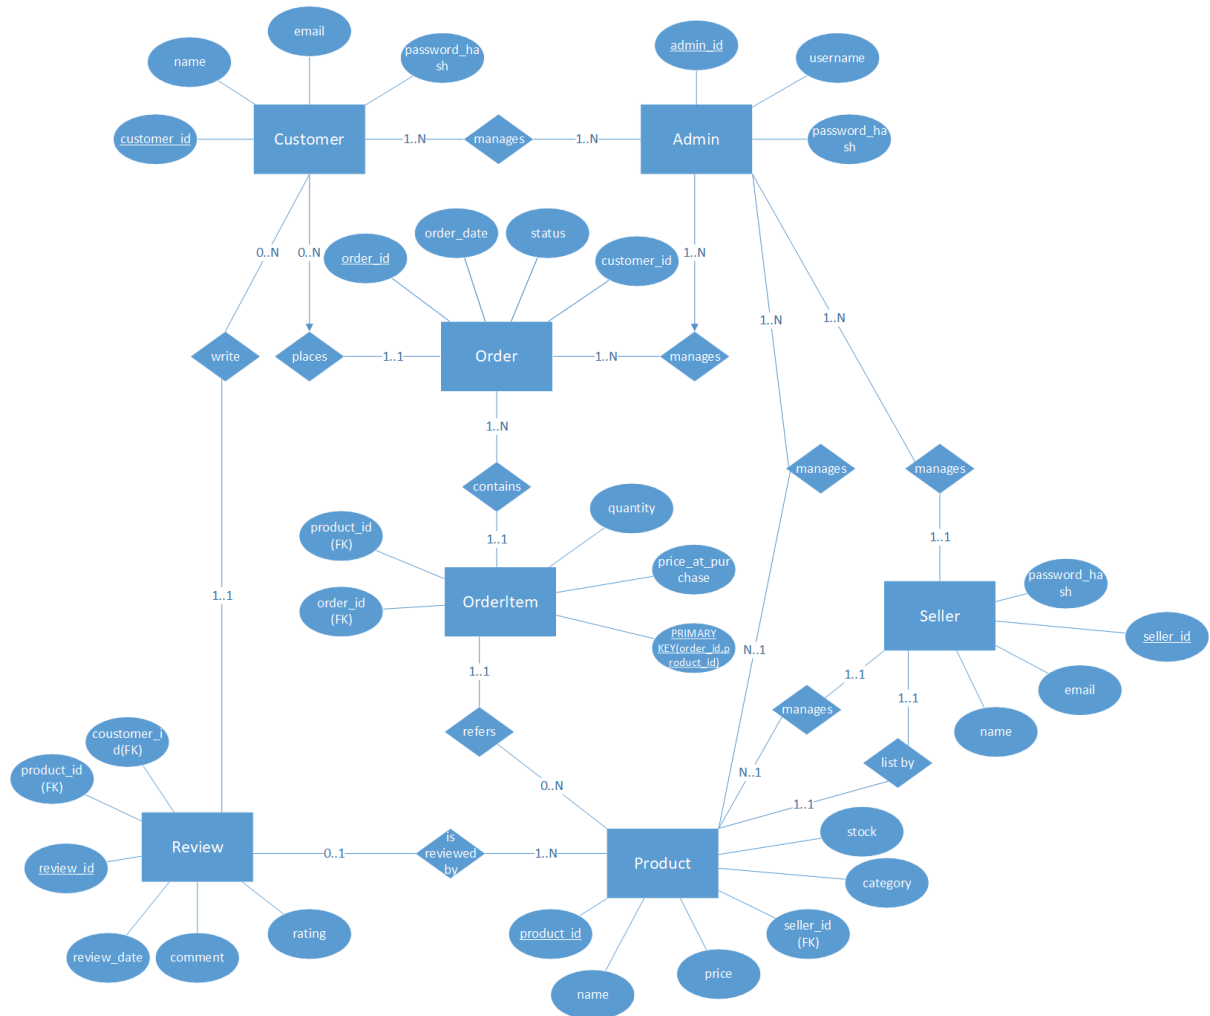 email
admin_id
name
password_ha
sh
username
customer_id
Customer
1..N
manages
1..N
Admin
password_ha
sh
0..N
0..N
order_id
order_date
status
customer_id
1..N
1..N
1..N
write
places
1..1
Order
1..N
manages
1..N
contains
manages
manages
product_id
(FK)
quantity
1..1
1..1
order_id
(FK)
OrderItem
price_at_pu
rchase
PRIMARY
KEY(order_id,p
roduct_id)
1..1
password_ha
sh
Seller
seller_id
N..1
1..1
1..1
manages
1..1
email
name
refers
coustomer_i
d(FK)
product_id
(FK)
list by
N..1
0..N
1..1
Review
0..1
is
reviewed
by
1..N
Product
stock
review_id
category
product_id
seller_id
(FK)
rating
review_date
comment
price
name